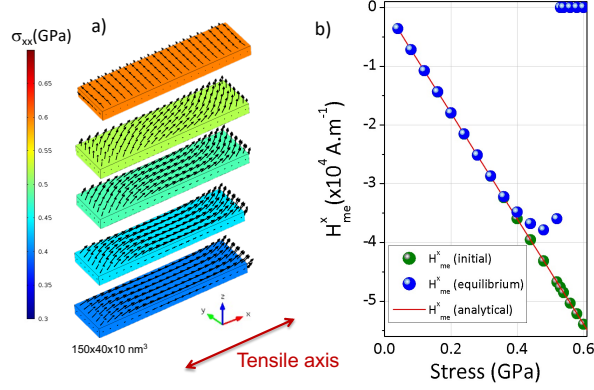 σxx(GPa)
a)
0.65
0.6
0.55
0.5
0.45
0.4
0.35
0.3
z
y
x
150x40x10 nm³
Tensile axis
b)
0
-1
-2
-3
-4
-5
Hˣme (x10⁴ A.m⁻¹)
Hˣme (initial)
Hˣme (equilibrium)
Hˣme (analytical)
0.0
0.2
0.4
0.6
Stress (GPa)